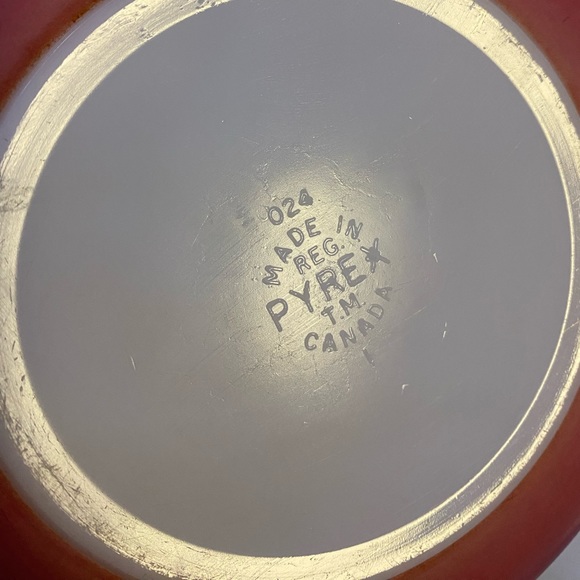 024
MADE IN
REG.
PYREX
T.M.
CANADA